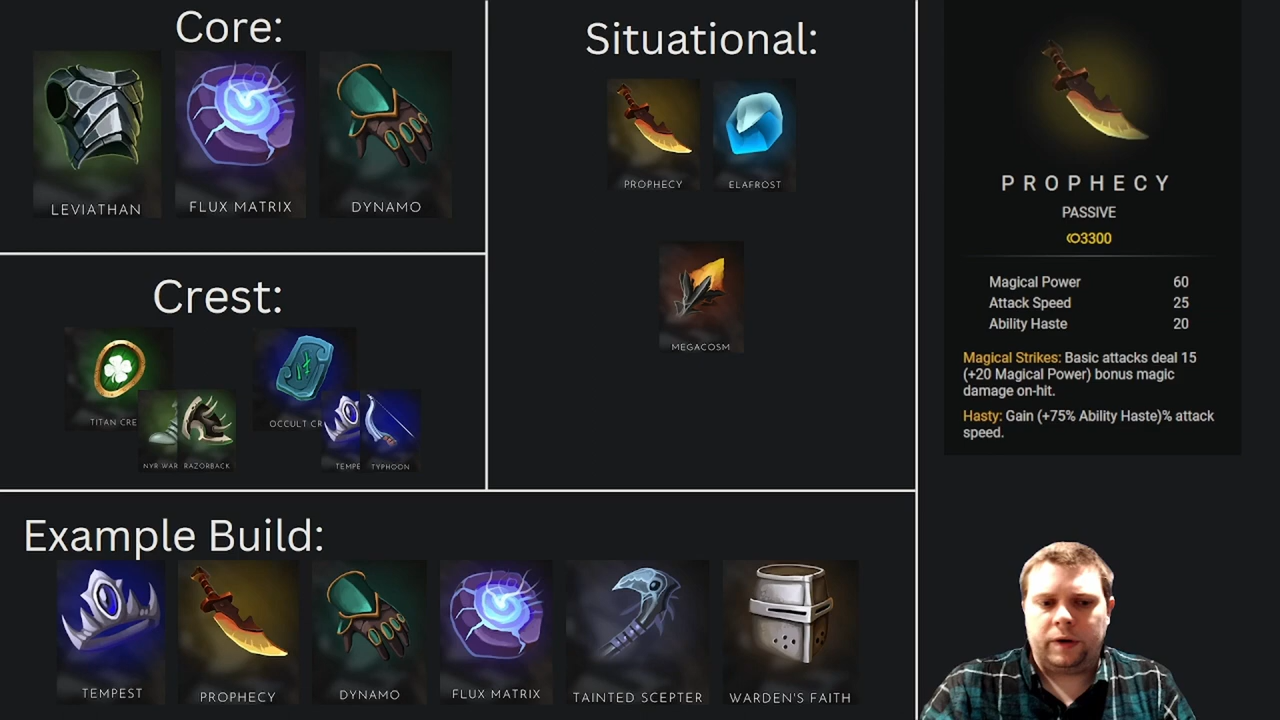 Core:
LEVIATHAN
FLUX MATRIX
DYNAMO
Crest:
TITAN CRE
NYR WAR
RAZORBACK
OCCULT CR
TEMPE
TYPHOON
Situational:
PROPHECY
ELAFROST
MEGACOSM
Example Build:
TEMPEST
PROPHECY
DYNAMO
FLUX MATRIX
TAINTED SCEPTER
WARDEN'S FAITH
PROPHECY
PASSIVE
3300
Magical Power 60
Attack Speed 25
Ability Haste 20
Magical Strikes: Basic attacks deal 15
(+20 Magical Power) bonus magic
damage on-hit.
Hasty: Gain (+75% Ability Haste)% attack
speed.